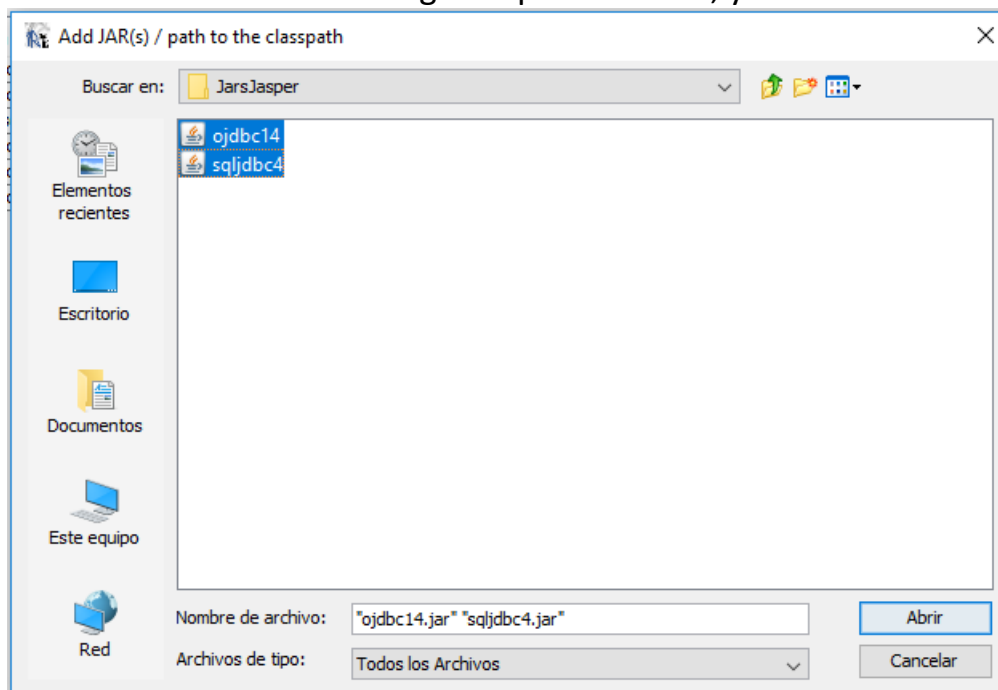 Add JAR(s) / path to the classpath
Buscar en:
JarsJasper
ojdbc14
sqljdbc4
Elementos
recientes
Escritorio
Documentos
Este equipo
Red
Nombre de archivo:
"ojdbc14.jar" "sqljdbc4.jar"
Abrir
Archivos de tipo:
Todos los Archivos
Cancelar